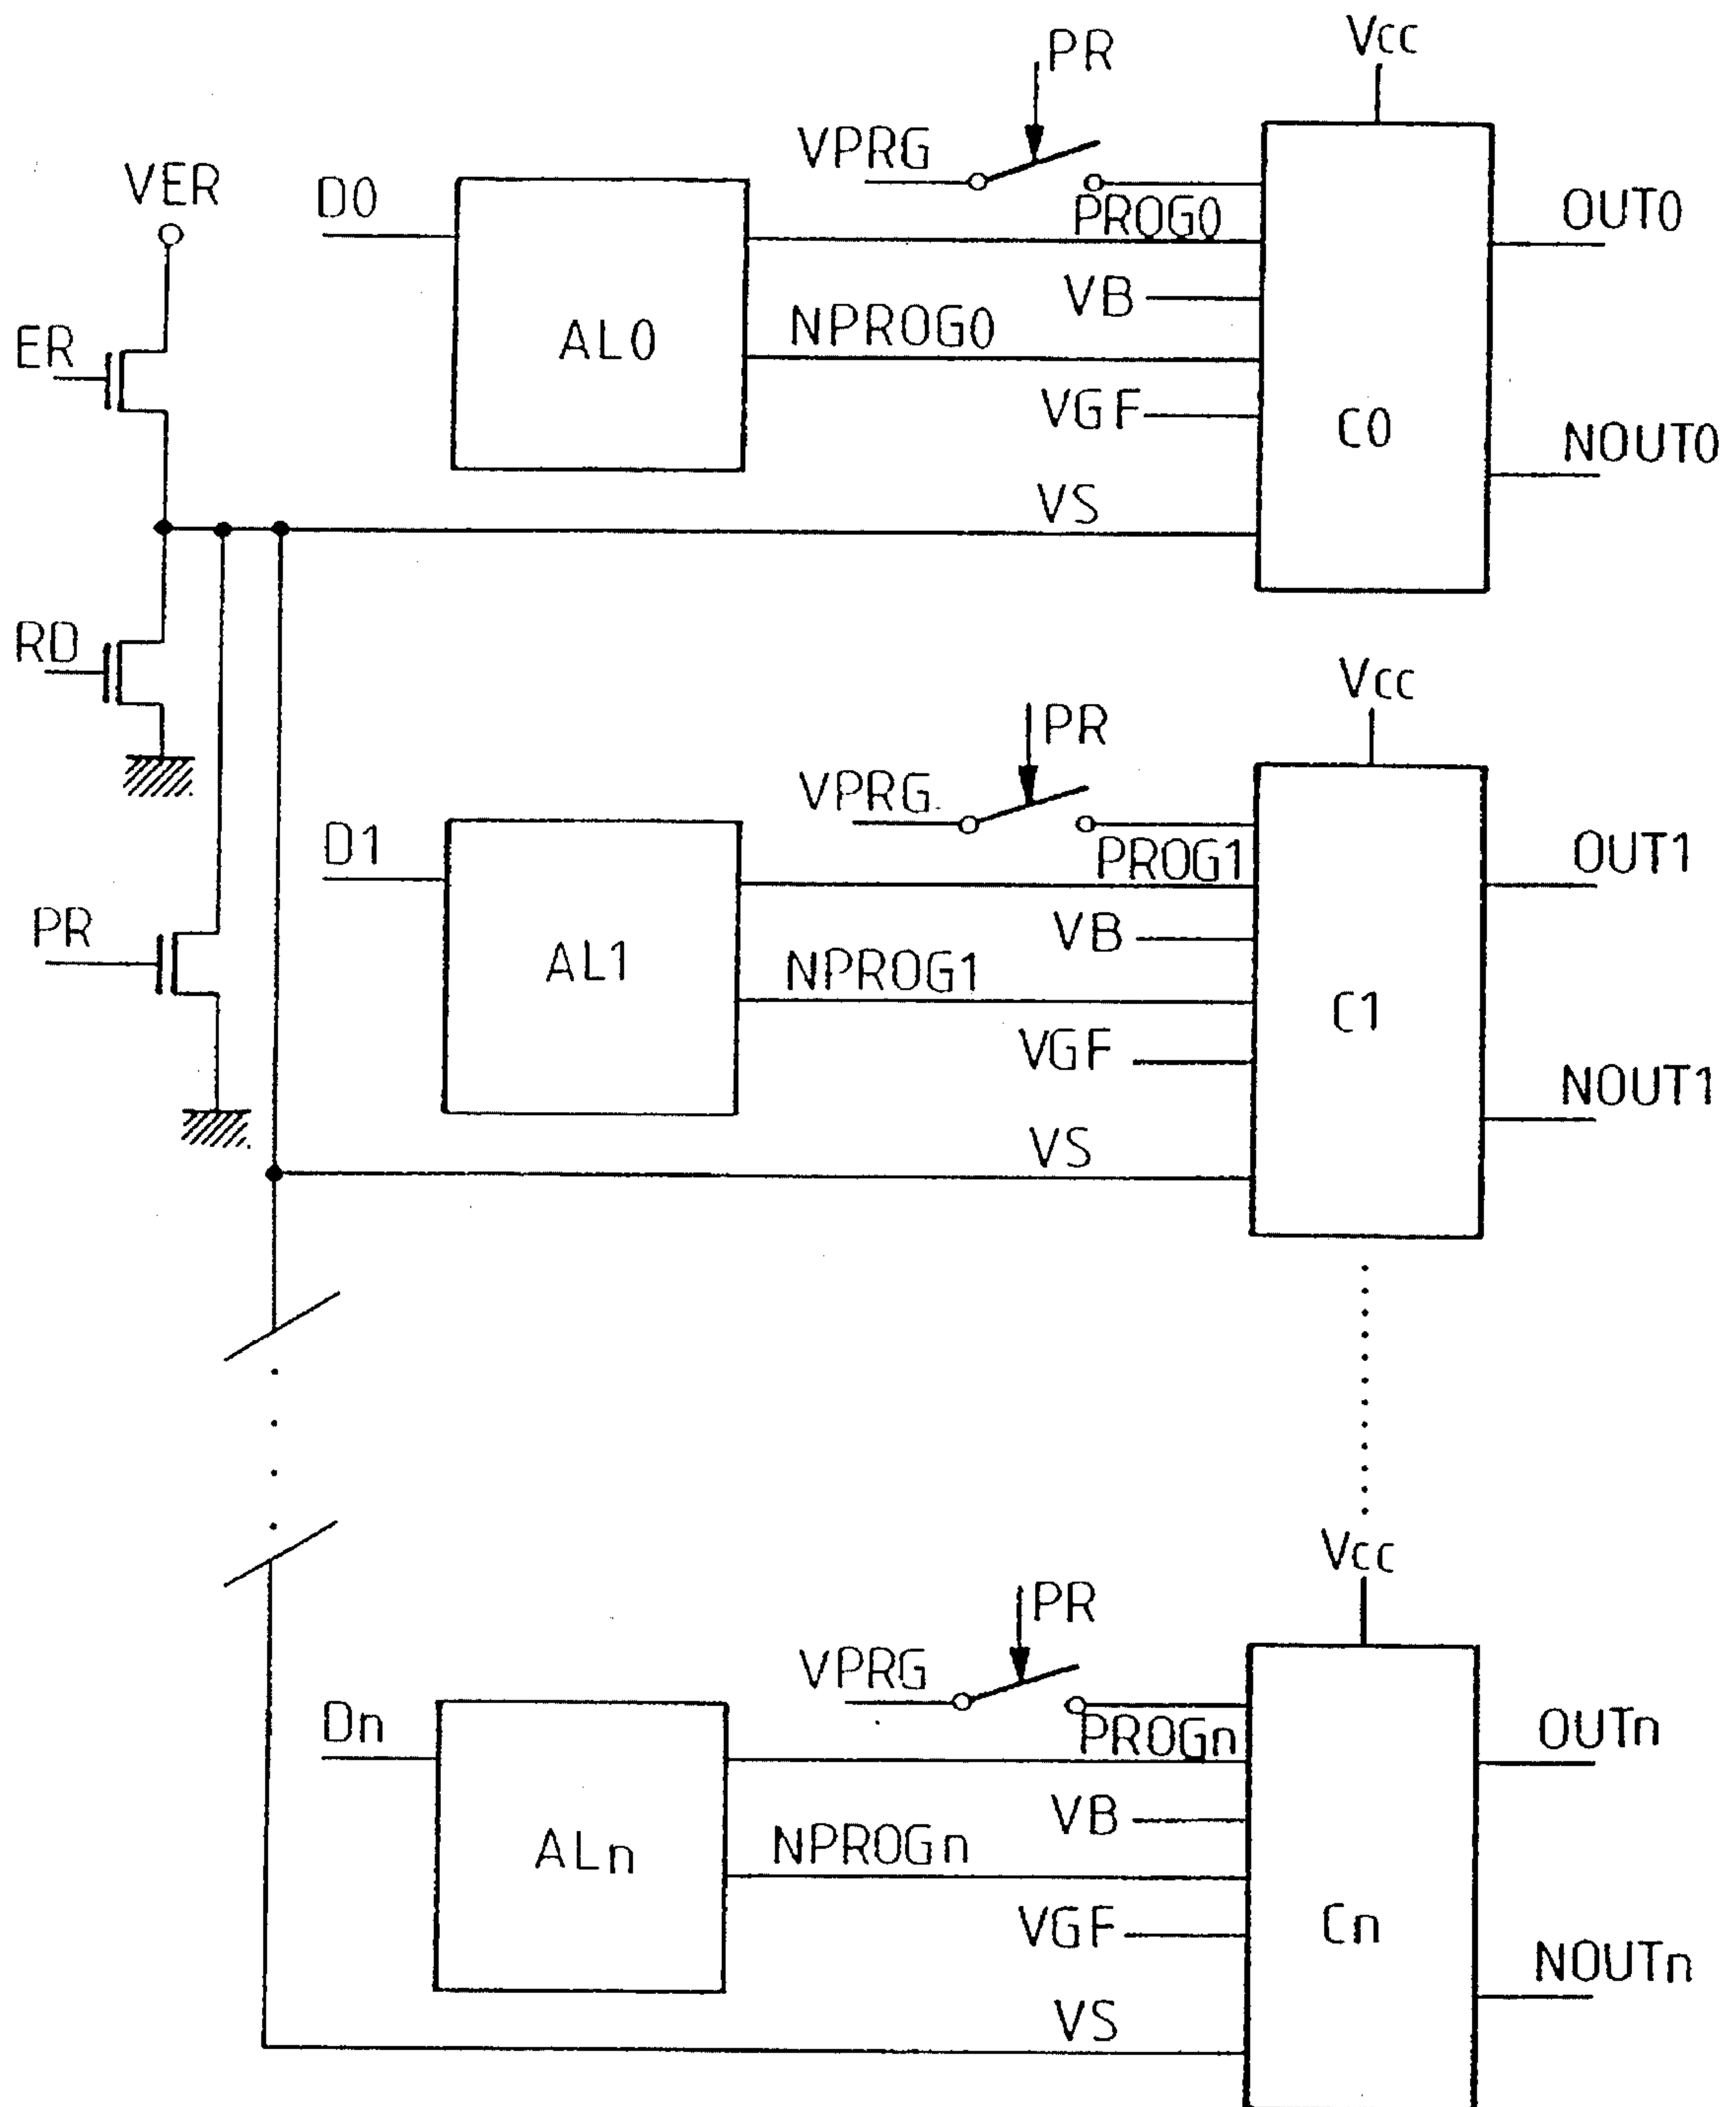 Vcc
PR
VPRG
VER
D0
PROG0
OUT0
VB
NPROG0
ER
AL0
VGF
C0
NOUT0
VS
RD
Vcc
PR
VPRG
D1
PROG1
OUT1
PR
VB
AL1
NPROG1
C1
VGF
NOUT1
VS
Vcc
PR
VPRG
Dn
PROGn
OUTn
VB
ALn
NPROGn
VGF
Cn
NOUTn
VS